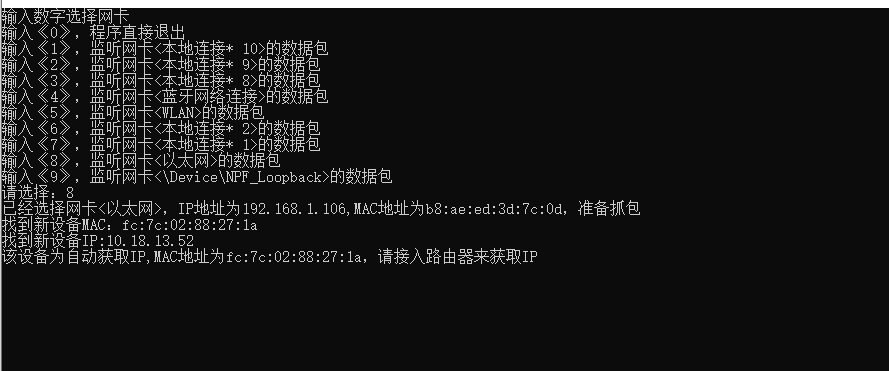 输入数字选择网卡
输入《0》，程序直接退出
输入《1》，监听网卡<本地连接* 10>的数据包
输入《2》，监听网卡<本地连接* 9>的数据包
输入《3》，监听网卡<本地连接* 8>的数据包
输入《4》，监听网卡<蓝牙网络连接>的数据包
输入《5》，监听网卡<WLAN>的数据包
输入《6》，监听网卡<本地连接* 2>的数据包
输入《7》，监听网卡<本地连接* 1>的数据包
输入《8》，监听网卡<以太网>的数据包
输入《9》，监听网卡<\Device\NPF_Loopback>的数据包
请选择：8
已经选择网卡<以太网>，IP地址为192.168.1.106,MAC地址为b8:ae:ed:3d:7c:0d，准备抓包
找到新设备MAC：fc:7c:02:88:27:1a
找到新设备IP:10.18.13.52
该设备为自动获取IP,MAC地址为fc:7c:02:88:27:1a，请接入路由器来获取IP